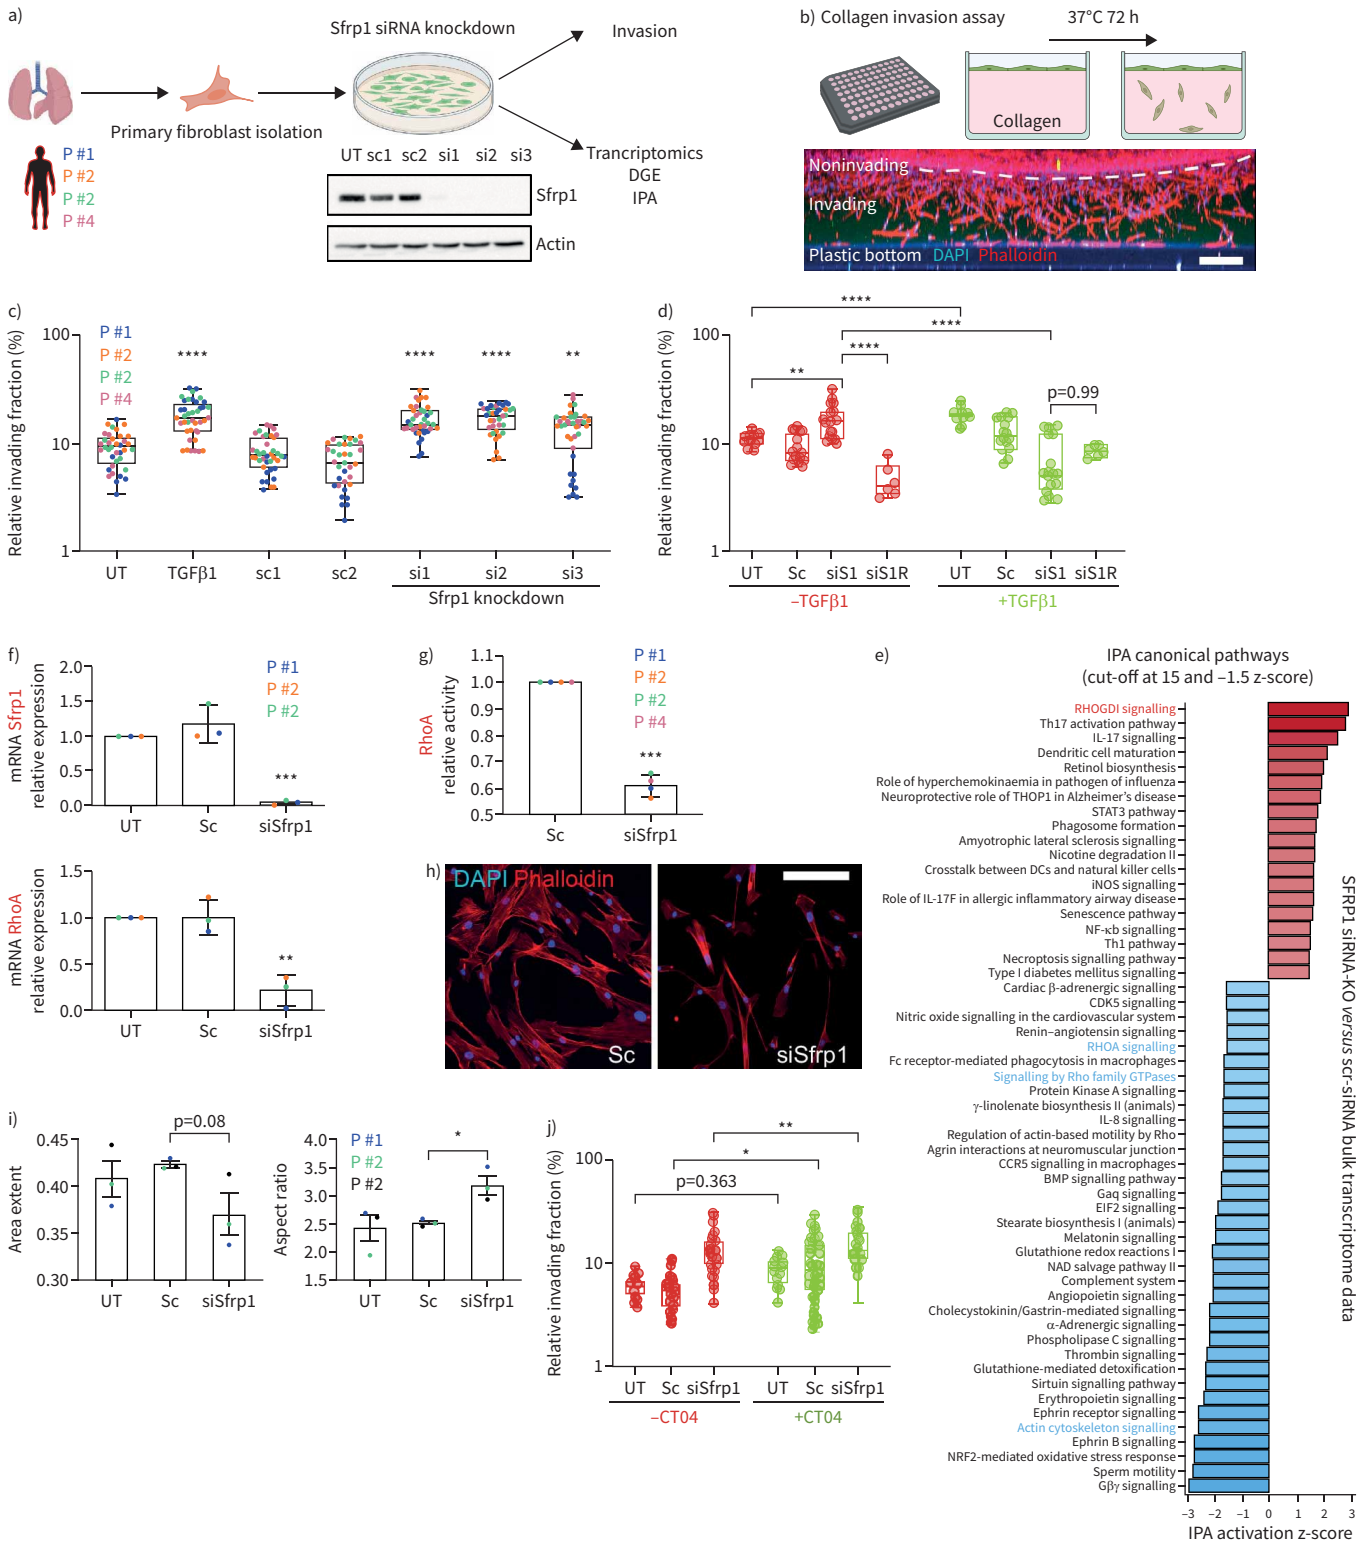 a)
Sfrp1 siRNA knockdown
Invasion
Primary fibroblast isolation
P #1
P #2
P #2
P #4
UT sc1 sc2 si1 si2 si3
Sfrp1
Actin
Trancriptomics
DGE
IPA
b) Collagen invasion assay
37°C 72 h
Collagen
Noninvading
Invading
Plastic bottom DAPI Phalloidin
c)
Relative invading fraction (%)
100
10
1
P #1
P #2
P #2
P #4
****
****
****
**
UT
TGFβ1
sc1
sc2
si1
si2
si3
Sfrp1 knockdown
d)
Relative invading fraction (%)
100
10
1
****
****
****
**
p=0.99
UT Sc siS1 siS1R
UT Sc siS1 siS1R
–TGFβ1
+TGFβ1
f)
mRNA Sfrp1
relative expression
2.0
1.5
1.0
0.5
0.0
P #1
P #2
P #2
***
UT
Sc
siSfrp1
mRNA RhoA
relative expression
1.5
1.0
0.5
0.0
**
UT
Sc
siSfrp1
g)
RhoA
relative activity
1.1
1.0
0.9
0.8
0.7
0.6
0.5
P #1
P #2
P #2
P #4
***
Sc
siSfrp1
h)
DAPI Phalloidin
Sc
siSfrp1
i)
Area extent
0.45
0.40
0.35
0.30
p=0.08
UT
Sc
siSfrp1
Aspect ratio
4.0
3.5
3.0
2.5
2.0
1.5
P #1
P #2
P #2
*
UT
Sc
siSfrp1
j)
Relative invading fraction (%)
100
10
1
**
*
p=0.363
UT Sc siSfrp1
UT Sc siSfrp1
–CT04
+CT04
e)
IPA canonical pathways
(cut-off at 15 and –1.5 z-score)
RHOGDI signalling
Th17 activation pathway
IL-17 signalling
Dendritic cell maturation
Retinol biosynthesis
Role of hyperchemokinaemia in pathogen of influenza
Neuroprotective role of THOP1 in Alzheimer's disease
STAT3 pathway
Phagosome formation
Amyotrophic lateral sclerosis signalling
Nicotine degradation II
Crosstalk between DCs and natural killer cells
iNOS signalling
Role of IL-17F in allergic inflammatory airway disease
Senescence pathway
NF-κb signalling
Th1 pathway
Necroptosis signalling pathway
Type I diabetes mellitus signalling
Cardiac β-adrenergic signalling
CDK5 signalling
Nitric oxide signalling in the cardiovascular system
Renin–angiotensin signalling
RHOA signalling
Fc receptor-mediated phagocytosis in macrophages
Signalling by Rho family GTPases
Protein Kinase A signalling
γ-linolenate biosynthesis II (animals)
IL-8 signalling
Regulation of actin-based motility by Rho
Agrin interactions at neuromuscular junction
CCR5 signalling in macrophages
BMP signalling pathway
Gaq signalling
EIF2 signalling
Stearate biosynthesis I (animals)
Melatonin signalling
Glutathione redox reactions I
NAD salvage pathway II
Complement system
Angiopoietin signalling
Cholecystokinin/Gastrin-mediated signalling
α-Adrenergic signalling
Phospholipase C signalling
Thrombin signalling
Glutathione-mediated detoxification
Sirtuin signalling pathway
Erythropoietin signalling
Ephrin receptor signalling
Actin cytoskeleton signalling
Ephrin B signalling
NRF2-mediated oxidative stress response
Sperm motility
Gβγ signalling
–3 –2 –1 0 1 2 3
IPA activation z-score
SFRP1 siRNA-KO versus scr-siRNA bulk transcriptome data